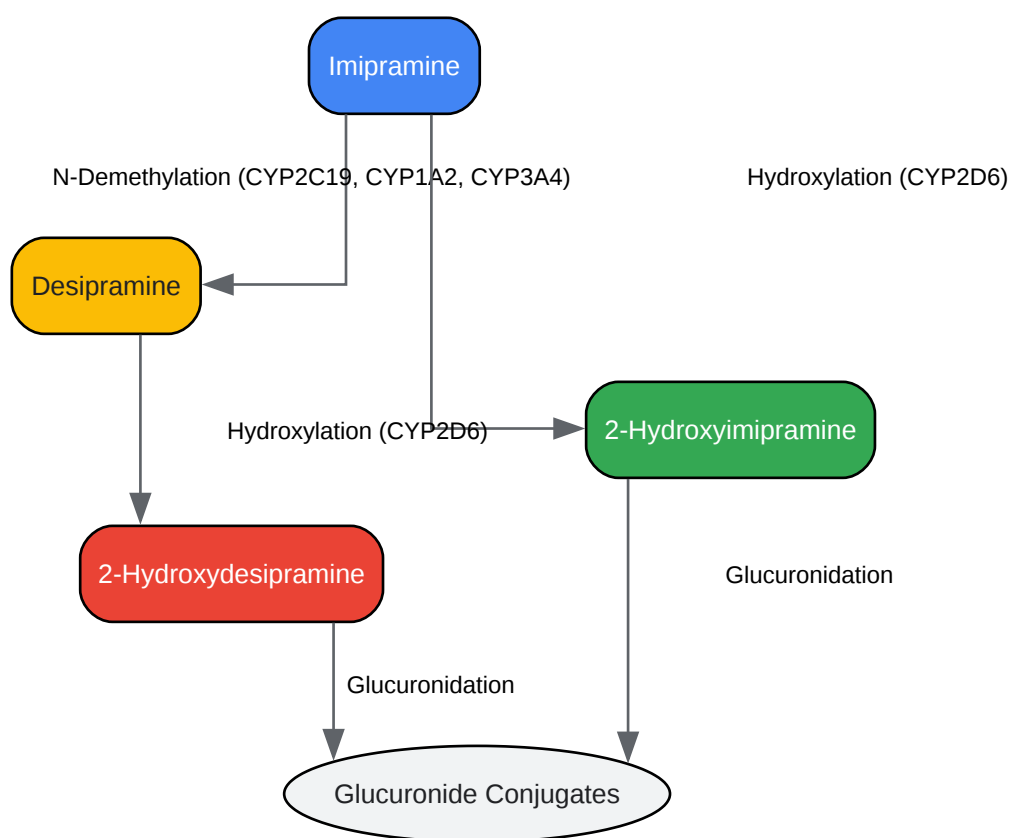 Imipramine
N-Demethylation (CYP2C19, CYP1A2, CYP3A4)
Hydroxylation (CYP2D6)
Desipramine
Hydroxylation (CYP2D6)
2-Hydroxyimipramine
2-Hydroxydesipramine
Glucuronidation
Glucuronidation
Glucuronide Conjugates